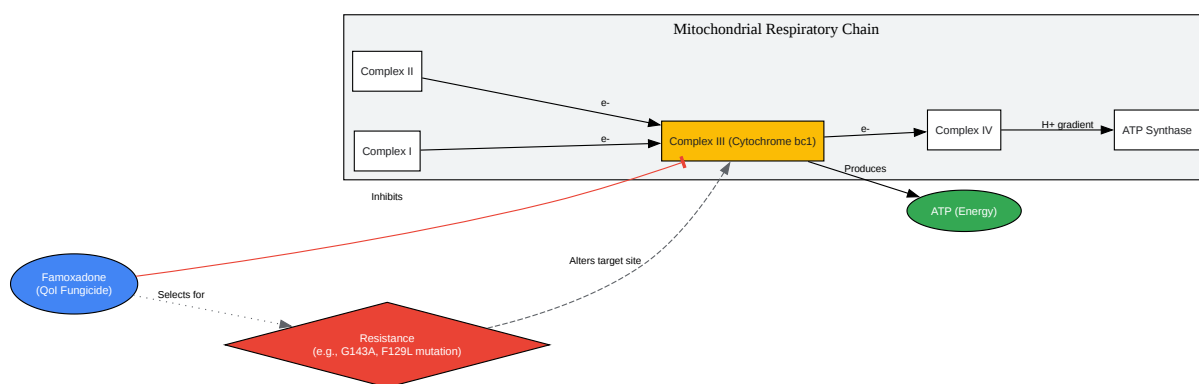 Mitochondrial Respiratory Chain
Complex II
e-
Complex I
e-
Complex III (Cytochrome bc1)
e-
Complex IV
H+ gradient
ATP Synthase
Produces
ATP (Energy)
Inhibits
Famoxadone
(QoI Fungicide)
Alters target site
Selects for
Resistance
(e.g., G143A, F129L mutation)